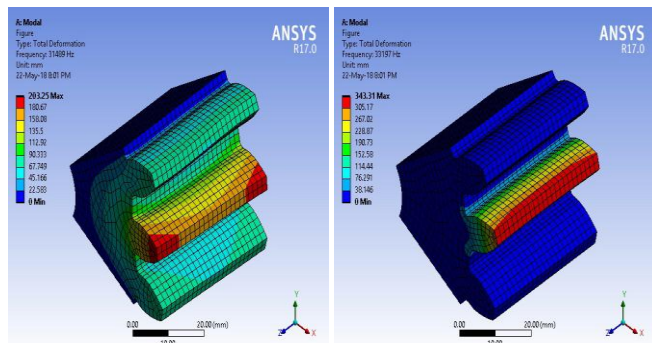 A: Modal
Figure
Type: Total Deformation
Frequency: 31489 Hz
Unit: mm
22-May-18 8:01 PM
ANSYS
R17.0
203.25 Max
180.67
158.08
135.5
112.92
90.333
67.749
45.166
22.583
0 Min
0.00
20.00 (mm)
10.00
Y
Z
X
A: Modal
Figure
Type: Total Deformation
Frequency: 33197 Hz
Unit: mm
22-May-18 8:01 PM
ANSYS
R17.0
343.31 Max
305.17
267.02
228.87
190.73
152.58
114.44
76.291
38.146
0 Min
0.00
20.00 (mm)
10.00
Y
Z
X